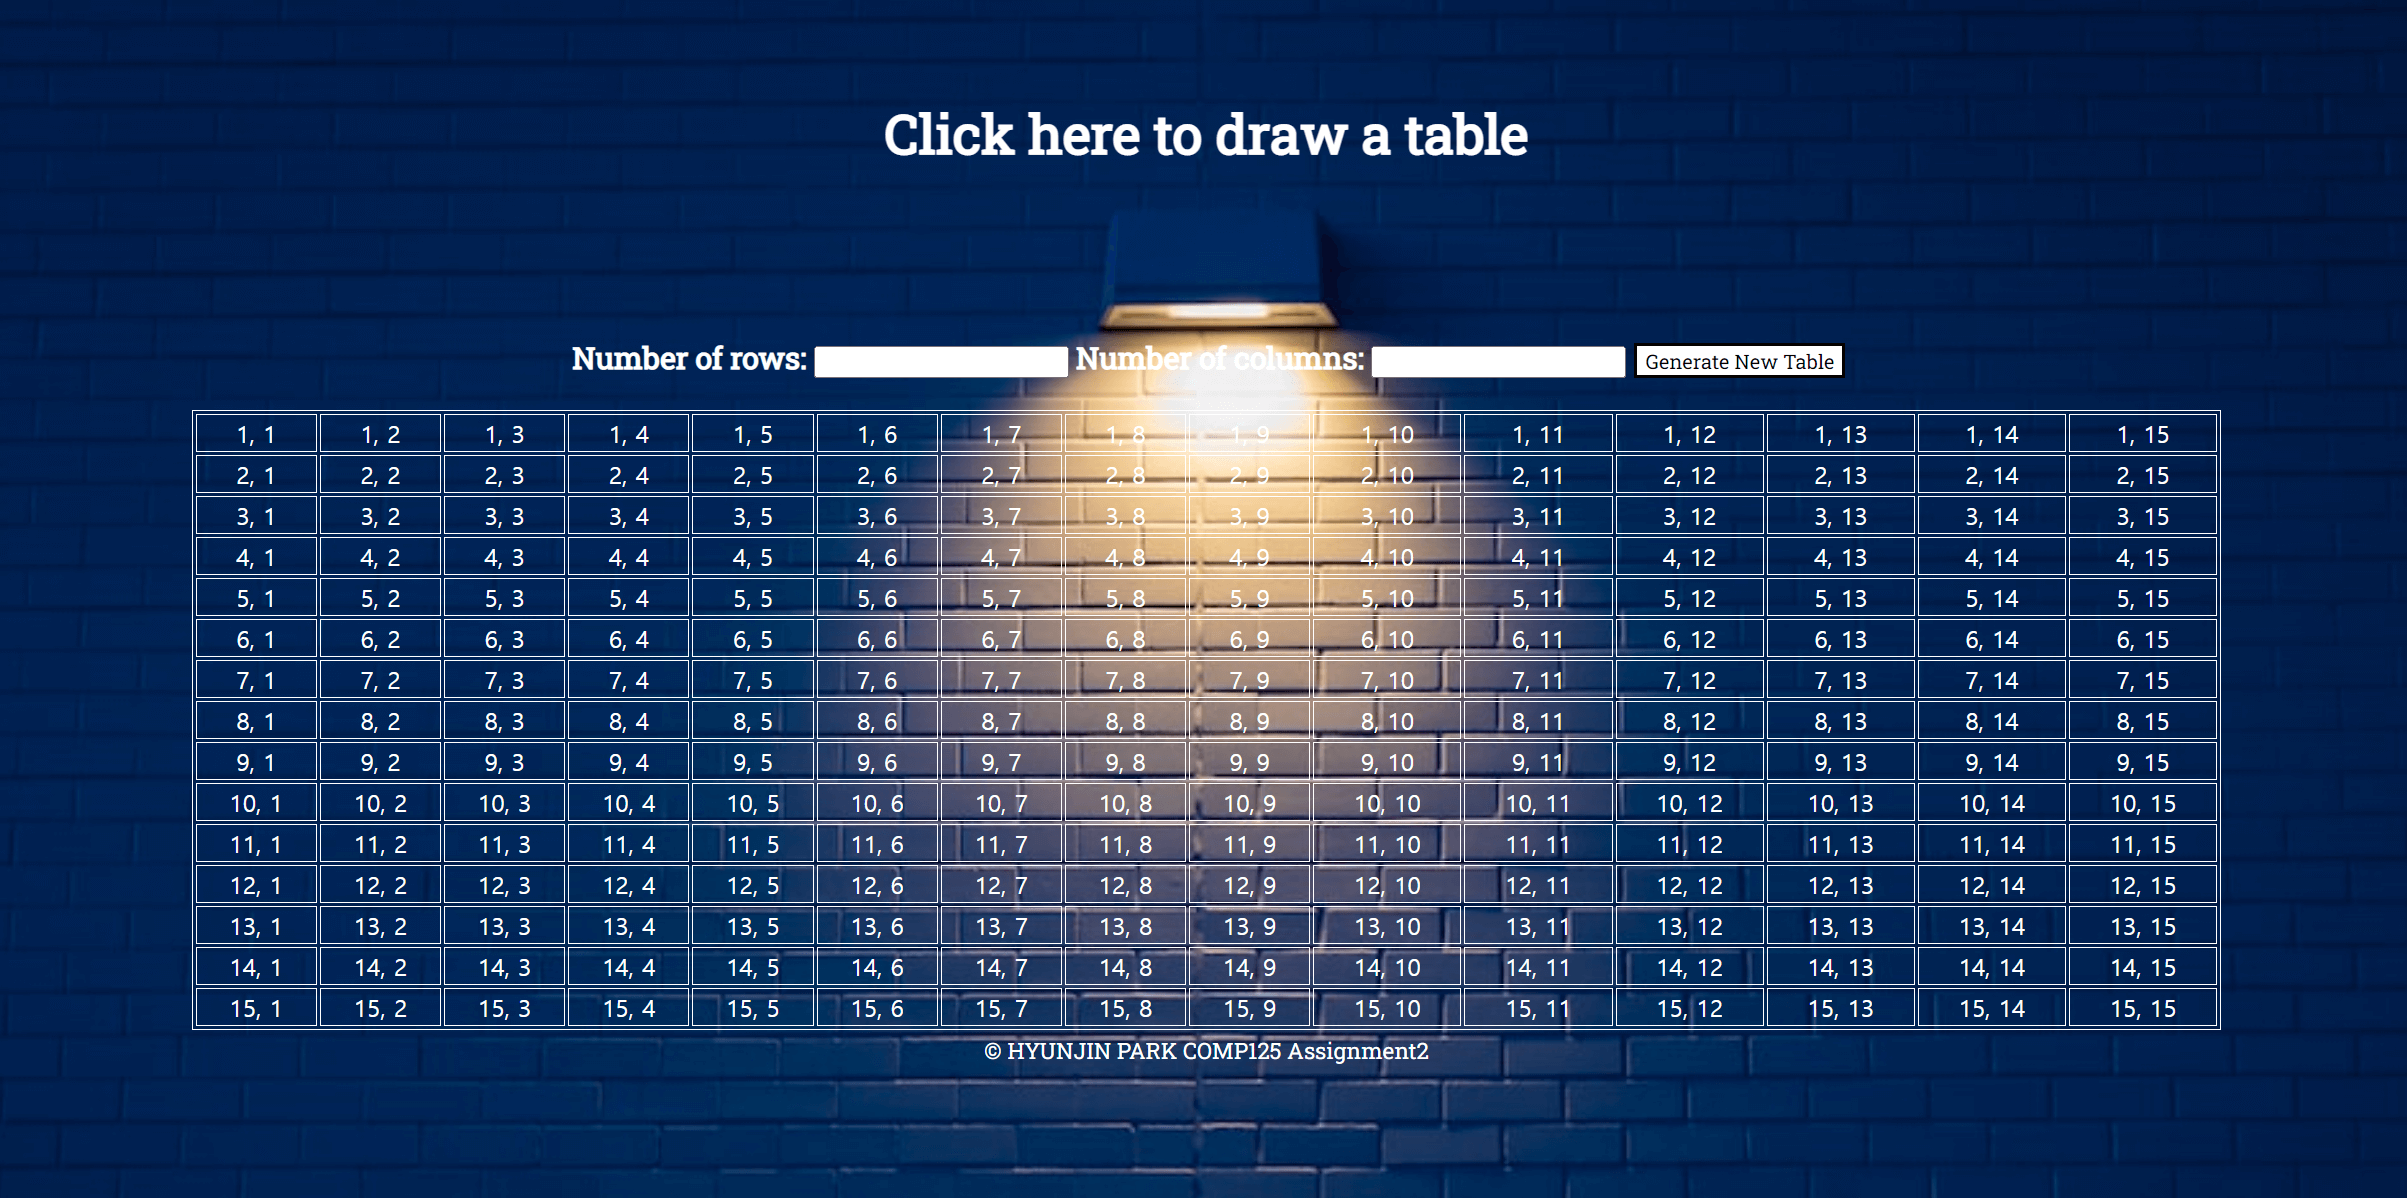 Click here to draw a table
Number of rows: Number of columns: Generate New Table
1, 1 1, 2 1, 3 1, 4 1, 5 1, 6 1, 7 1, 8 1, 9 1, 10 1, 11 1, 12 1, 13 1, 14 1, 15
2, 1 2, 2 2, 3 2, 4 2, 5 2, 6 2, 7 2, 8 2, 9 2, 10 2, 11 2, 12 2, 13 2, 14 2, 15
3, 1 3, 2 3, 3 3, 4 3, 5 3, 6 3, 7 3, 8 3, 9 3, 10 3, 11 3, 12 3, 13 3, 14 3, 15
4, 1 4, 2 4, 3 4, 4 4, 5 4, 6 4, 7 4, 8 4, 9 4, 10 4, 11 4, 12 4, 13 4, 14 4, 15
5, 1 5, 2 5, 3 5, 4 5, 5 5, 6 5, 7 5, 8 5, 9 5, 10 5, 11 5, 12 5, 13 5, 14 5, 15
6, 1 6, 2 6, 3 6, 4 6, 5 6, 6 6, 7 6, 8 6, 9 6, 10 6, 11 6, 12 6, 13 6, 14 6, 15
7, 1 7, 2 7, 3 7, 4 7, 5 7, 6 7, 7 7, 8 7, 9 7, 10 7, 11 7, 12 7, 13 7, 14 7, 15
8, 1 8, 2 8, 3 8, 4 8, 5 8, 6 8, 7 8, 8 8, 9 8, 10 8, 11 8, 12 8, 13 8, 14 8, 15
9, 1 9, 2 9, 3 9, 4 9, 5 9, 6 9, 7 9, 8 9, 9 9, 10 9, 11 9, 12 9, 13 9, 14 9, 15
10, 1 10, 2 10, 3 10, 4 10, 5 10, 6 10, 7 10, 8 10, 9 10, 10 10, 11 10, 12 10, 13 10, 14 10, 15
11, 1 11, 2 11, 3 11, 4 11, 5 11, 6 11, 7 11, 8 11, 9 11, 10 11, 11 11, 12 11, 13 11, 14 11, 15
12, 1 12, 2 12, 3 12, 4 12, 5 12, 6 12, 7 12, 8 12, 9 12, 10 12, 11 12, 12 12, 13 12, 14 12, 15
13, 1 13, 2 13, 3 13, 4 13, 5 13, 6 13, 7 13, 8 13, 9 13, 10 13, 11 13, 12 13, 13 13, 14 13, 15
14, 1 14, 2 14, 3 14, 4 14, 5 14, 6 14, 7 14, 8 14, 9 14, 10 14, 11 14, 12 14, 13 14, 14 14, 15
15, 1 15, 2 15, 3 15, 4 15, 5 15, 6 15, 7 15, 8 15, 9 15, 10 15, 11 15, 12 15, 13 15, 14 15, 15
© HYUNJIN PARK COMP125 Assignment2